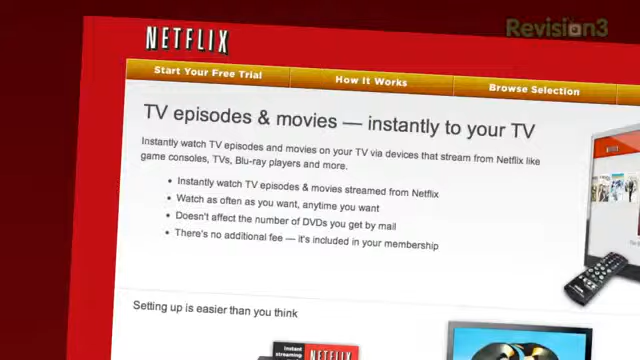 Revision3
NETFLIX
Start Your Free Trial
How It Works
Browse Selection
TV episodes & movies — instantly to your TV
Instantly watch TV episodes and movies on your TV via devices that stream from Netflix like
game consoles, TVs, Blu-ray players and more.
• Instantly watch TV episodes & movies streamed from Netflix
• Watch as often as you want, anytime you want
• Doesn't affect the number of DVDs you get by mail
• There's no additional fee — it's included in your membership
Setting up is easier than you think
Instant
streaming
NETFLIX